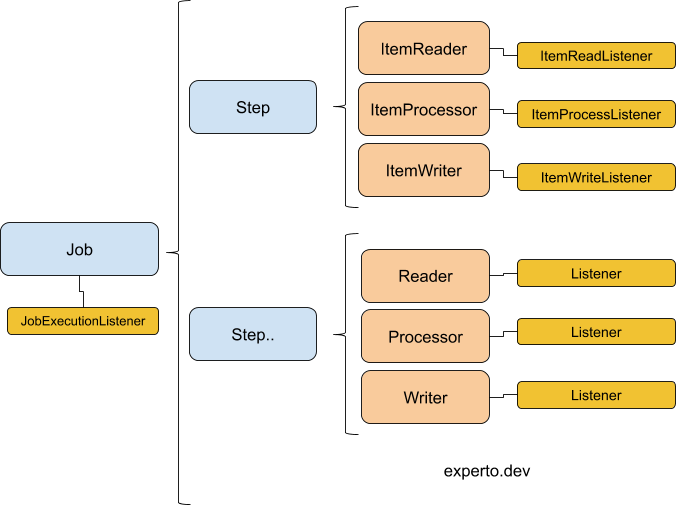 Job
JobExecutionListener
Step
ItemReader
ItemReadListener
ItemProcessor
ItemProcessListener
ItemWriter
ItemWriteListener
Step..
Reader
Listener
Processor
Listener
Writer
Listener
experto.dev